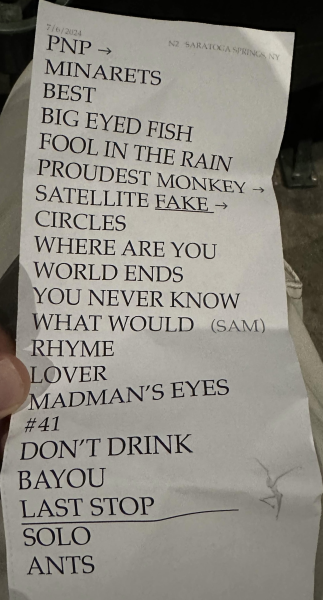 7/6/2024 N2 SARATOGA SPRINGS, NY
PNP →
MINARETS
BEST
BIG EYED FISH
FOOL IN THE RAIN
PROUDEST MONKEY →
SATELLITE FAKE →
CIRCLES
WHERE ARE YOU
WORLD ENDS
YOU NEVER KNOW
WHAT WOULD (SAM)
RHYME
LOVER
MADMAN'S EYES
#41
DON'T DRINK
BAYOU
LAST STOP
SOLO
ANTS